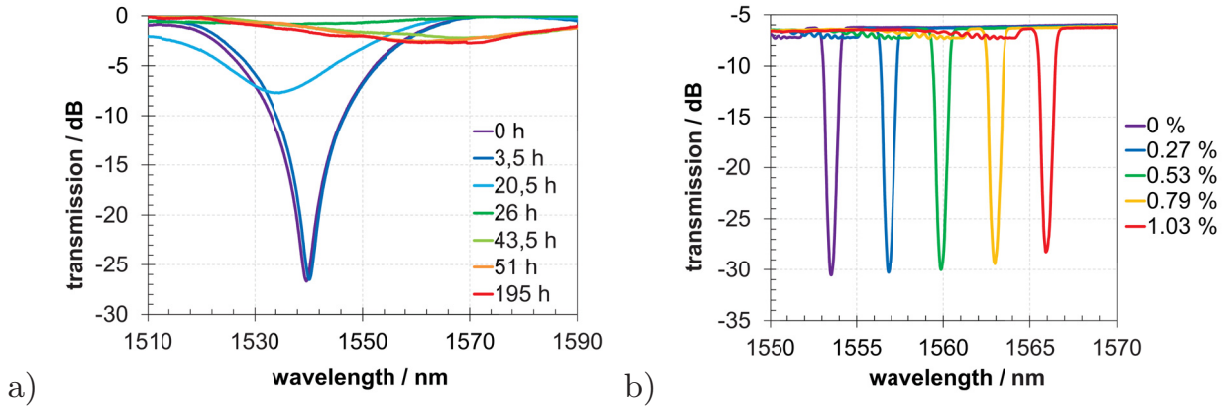 transmission / dB
0
-5
-10
-15
-20
-25
-30
1510
1530
1550
1570
1590
wavelength / nm
0 h
3,5 h
20,5 h
26 h
43,5 h
51 h
195 h
a)
transmission / dB
-5
-10
-15
-20
-25
-30
-35
1550
1555
1560
1565
1570
wavelength / nm
0 %
0.27 %
0.53 %
0.79 %
1.03 %
b)